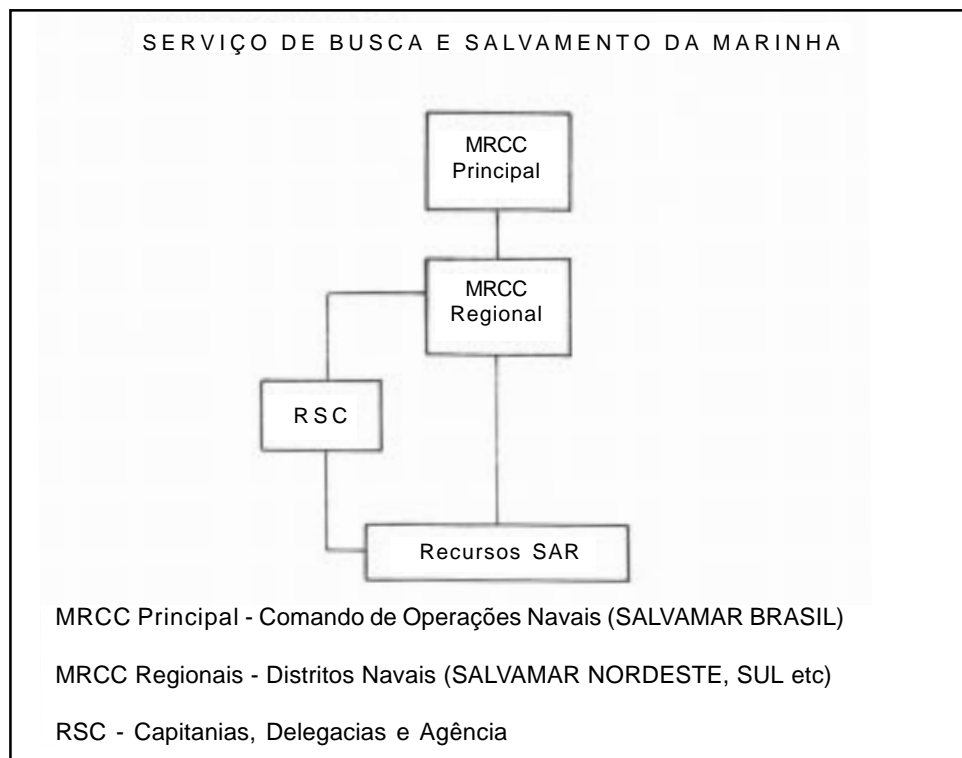 SERVIÇO DE BUSCA E SALVAMENTO DA MARINHA
MRCC
Principal
MRCC
Regional
RSC
Recursos SAR
MRCC Principal - Comando de Operações Navais (SALVAMAR BRASIL)
MRCC Regionais - Distritos Navais (SALVAMAR NORDESTE, SUL etc)
RSC - Capitanias, Delegacias e Agência